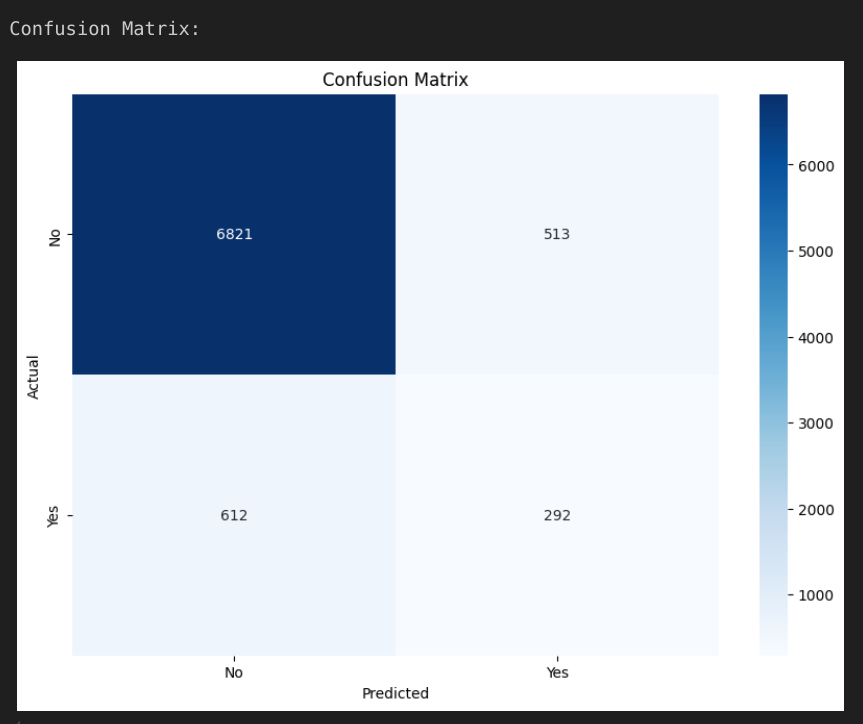 Confusion Matrix:
Confusion Matrix
No
6821
513
6000
5000
4000
3000
2000
1000
Actual
Yes
612
292
No
Yes
Predicted